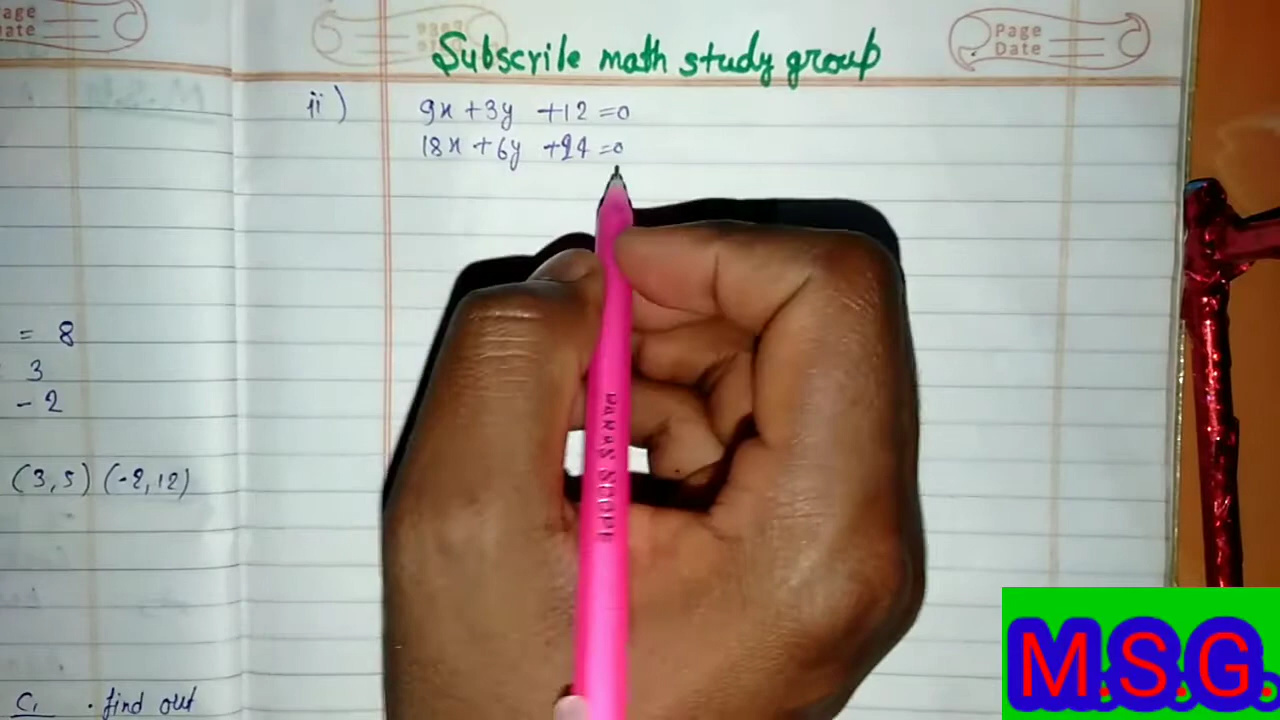 Page
Date
Page
Date
Subscrile math study group
ii) 9x + 3y + 12 = 0
18x + 6y + 24 = 0
= 8
3
- 2
(3,5) (-2,12)
C₁ . find out
M.S.G.